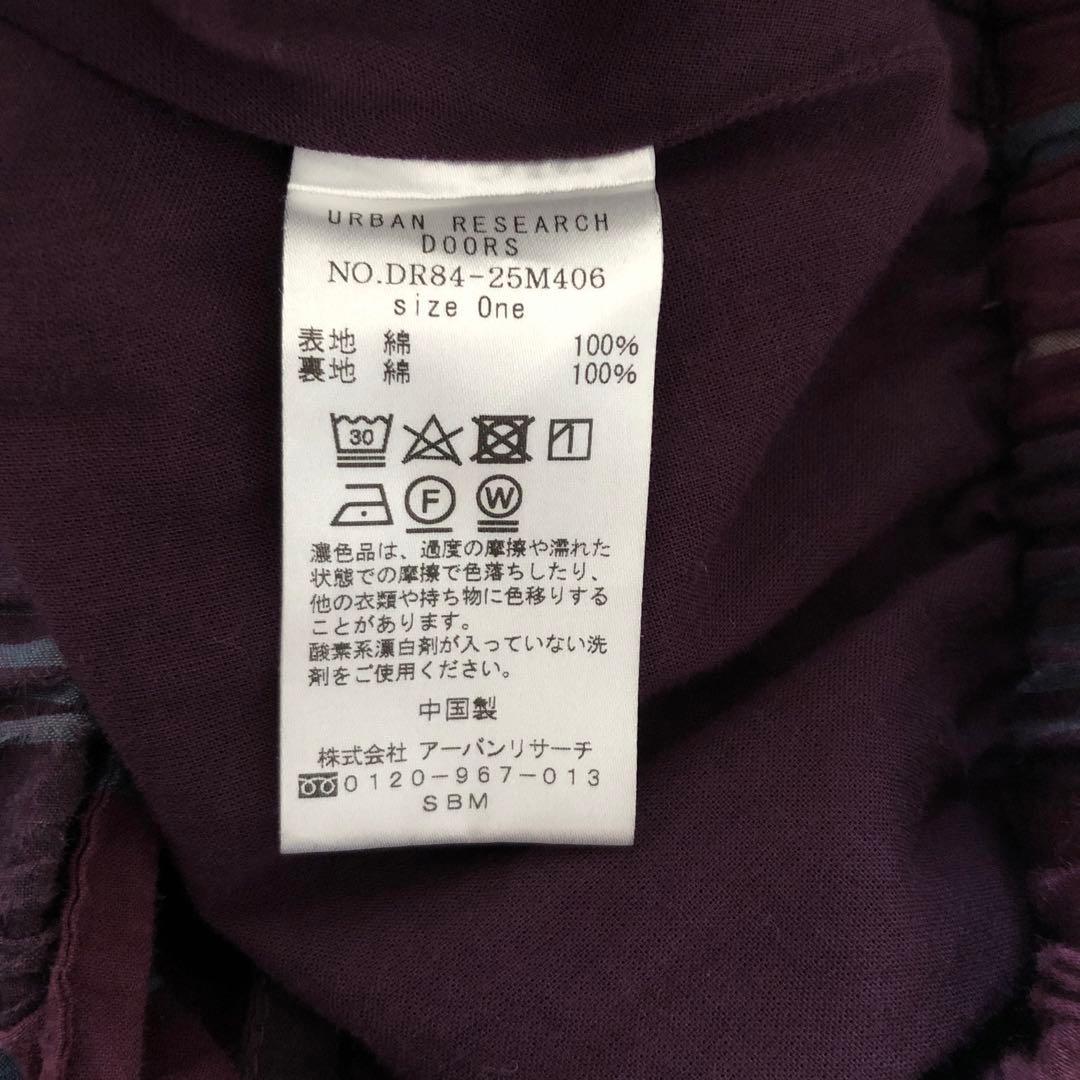 URBAN RESEARCH
DOORS
NO.DR84-25M406
size One
表地 綿 100%
裏地 綿 100%
30
F W
濃色品は、過度の摩擦や濡れた
状態での摩擦で色落ちしたり、
他の衣類や持ち物に色移りする
ことがあります。
酸素系漂白剤が入っていない洗
剤をご使用ください。
中国製
株式会社 アーバンリサーチ
0120-967-013
SBM